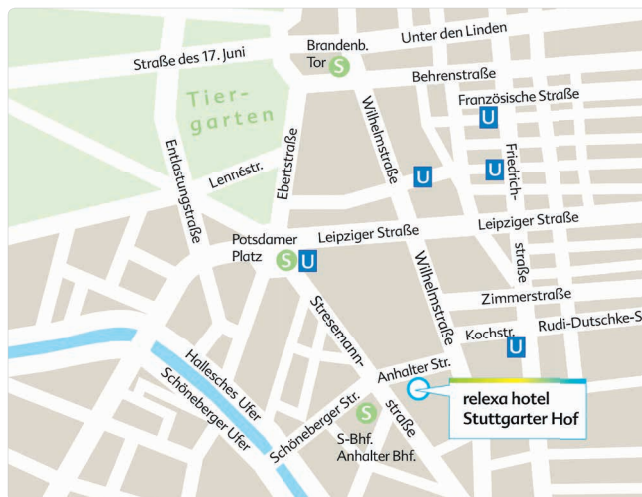 Unter den Linden
Brandenb.
Tor
S
Straße des 17. Juni
Behrenstraße
Tier-
garten
Französische Straße
U
Wilhelmstraße
Friedrich-
straße
U
U
Entlastungstraße
Lennéstr.
Ebertstraße
Leipziger Straße
Leipziger Straße
Potsdamer
Platz
S
U
Wilhelmstraße
Zimmerstraße
Stresemann-
straße
Kochstr.
Rudi-Dutschke-S
U
Anhalter Str.
Hallesches Ufer
Schöneberger Ufer
Schöneberger Str.
relexa hotel
Stuttgarter Hof
S
S-Bhf.
Anhalter Bhf.